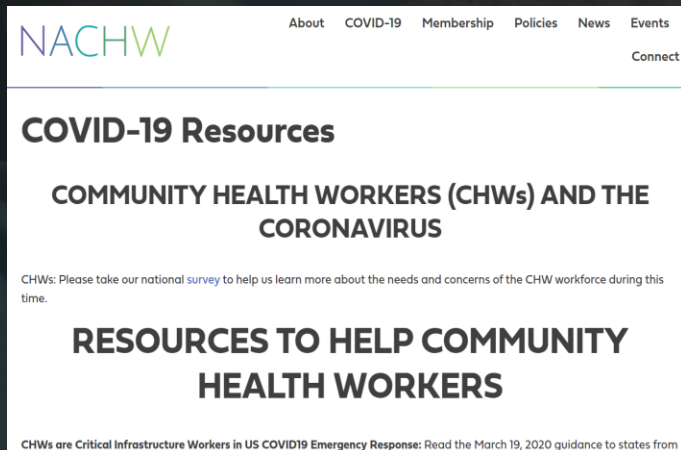 NACHW
About COVID-19 Membership Policies News Events
Connect
COVID-19 Resources
COMMUNITY HEALTH WORKERS (CHWs) AND THE
CORONAVIRUS
CHWs: Please take our national survey to help us learn more about the needs and concerns of the CHW workforce during this
time.
RESOURCES TO HELP COMMUNITY
HEALTH WORKERS
CHWs are Critical Infrastructure Workers in US COVID19 Emergency Response: Read the March 19, 2020 guidance to states from